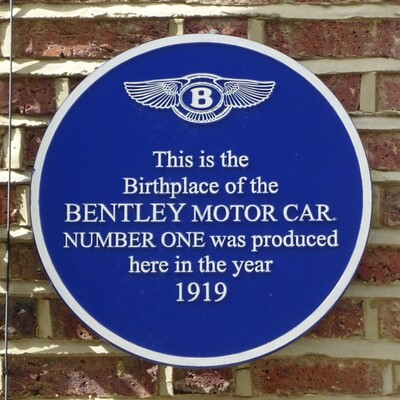 B
This is the
Birthplace of the
BENTLEY MOTOR CAR.
NUMBER ONE was produced
here in the year
1919